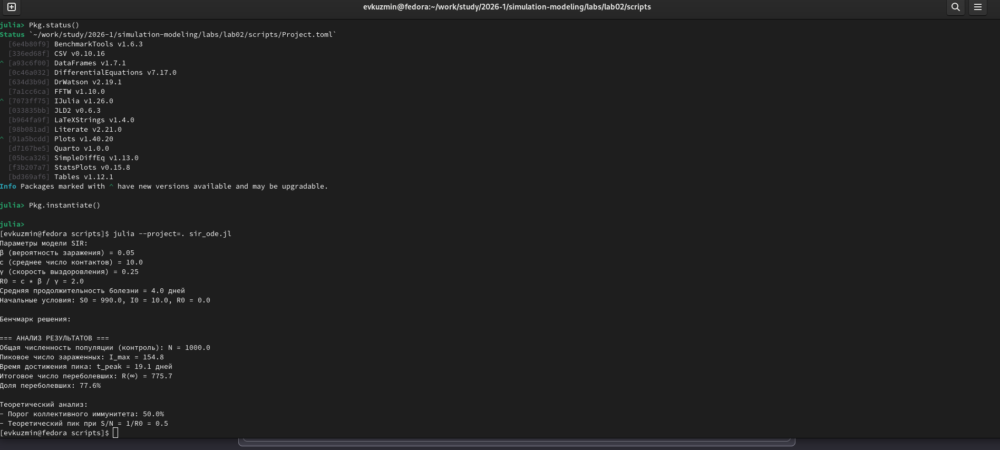 evkuzmin@fedora:~/work/study/2026-1/simulation-modeling/labs/lab02/scripts
julia> Pkg.status()
Status `~/work/study/2026-1/simulation-modeling/labs/lab02/scripts/Project.toml`
  [6e4b80f9] BenchmarkTools v1.6.3
  [336ed68f] CSV v0.10.16
^ [a93c6f00] DataFrames v1.7.1
  [0c46a032] DifferentialEquations v7.17.0
  [634d3b9d] DrWatson v2.19.1
  [7a1cc6ca] FFTW v1.10.0
^ [7073ff75] IJulia v1.26.0
  [033835bb] JLD2 v0.6.3
  [b964fa9f] LaTeXStrings v1.4.0
  [98b081ad] Literate v2.21.0
^ [91a5bcdd] Plots v1.40.20
  [d7167be5] Quarto v1.0.0
  [05bca326] SimpleDiffEq v1.13.0
  [f3b207a7] StatsPlots v0.15.8
  [bd369af6] Tables v1.12.1
Info Packages marked with ^ have new versions available and may be upgradable.
julia> Pkg.instantiate()
julia>
[evkuzmin@fedora scripts]$ julia --project=. sir_ode.jl
Параметры модели SIR:
β (вероятность заражения) = 0.05
c (среднее число контактов) = 10.0
γ (скорость выздоровления) = 0.25
R0 = c * β / γ = 2.0
Средняя продолжительность болезни = 4.0 дней
Начальные условия: S0 = 990.0, I0 = 10.0, R0 = 0.0
Бенчмарк решения:
=== АНАЛИЗ РЕЗУЛЬТАТОВ ===
Общая численность популяции (контроль): N = 1000.0
Пиковое число зараженных: I_max = 154.8
Время достижения пика: t_peak = 19.1 дней
Итоговое число переболевших: R(∞) = 775.7
Доля переболевших: 77.6%
Теоретический анализ:
- Порог коллективного иммунитета: 50.0%
- Теоретический пик при S/N = 1/R0 = 0.5
[evkuzmin@fedora scripts]$